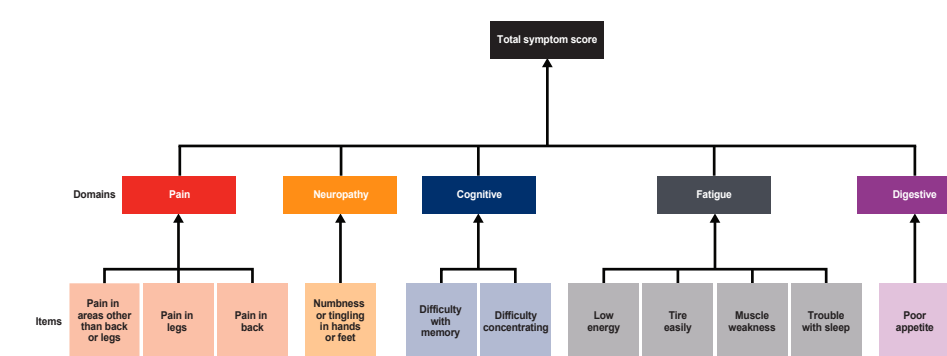 Total symptom score
Domains
Pain
Neuropathy
Cognitive
Fatigue
Digestive
Items
Pain in
areas other
than back
or legs
Pain in
legs
Pain in
back
Numbness
or tingling
in hands
or feet
Difficulty
with
memory
Difficulty
concentrating
Low
energy
Tire
easily
Muscle
weakness
Trouble
with sleep
Poor
appetite